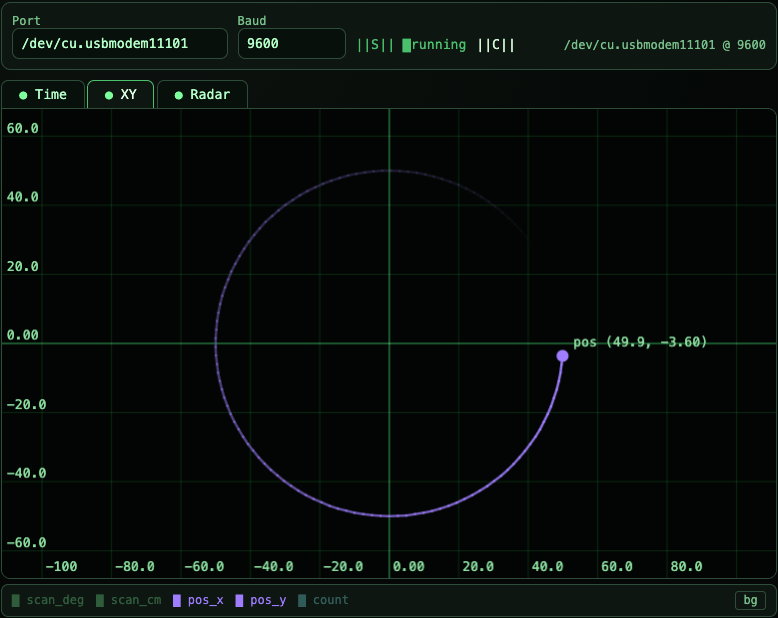 Port Baud
/dev/cu.usbmodem11101 9600 ||S|| █running ||C|| /dev/cu.usbmodem11101 @ 9600
● Time ● XY ● Radar
60.0
40.0
20.0
0.00
pos (49.9, −3.60)
−20.0
−40.0
−60.0
−100 −80.0 −60.0 −40.0 −20.0 0.00 20.0 40.0 60.0 80.0
scan_deg scan_cm pos_x pos_y count bg